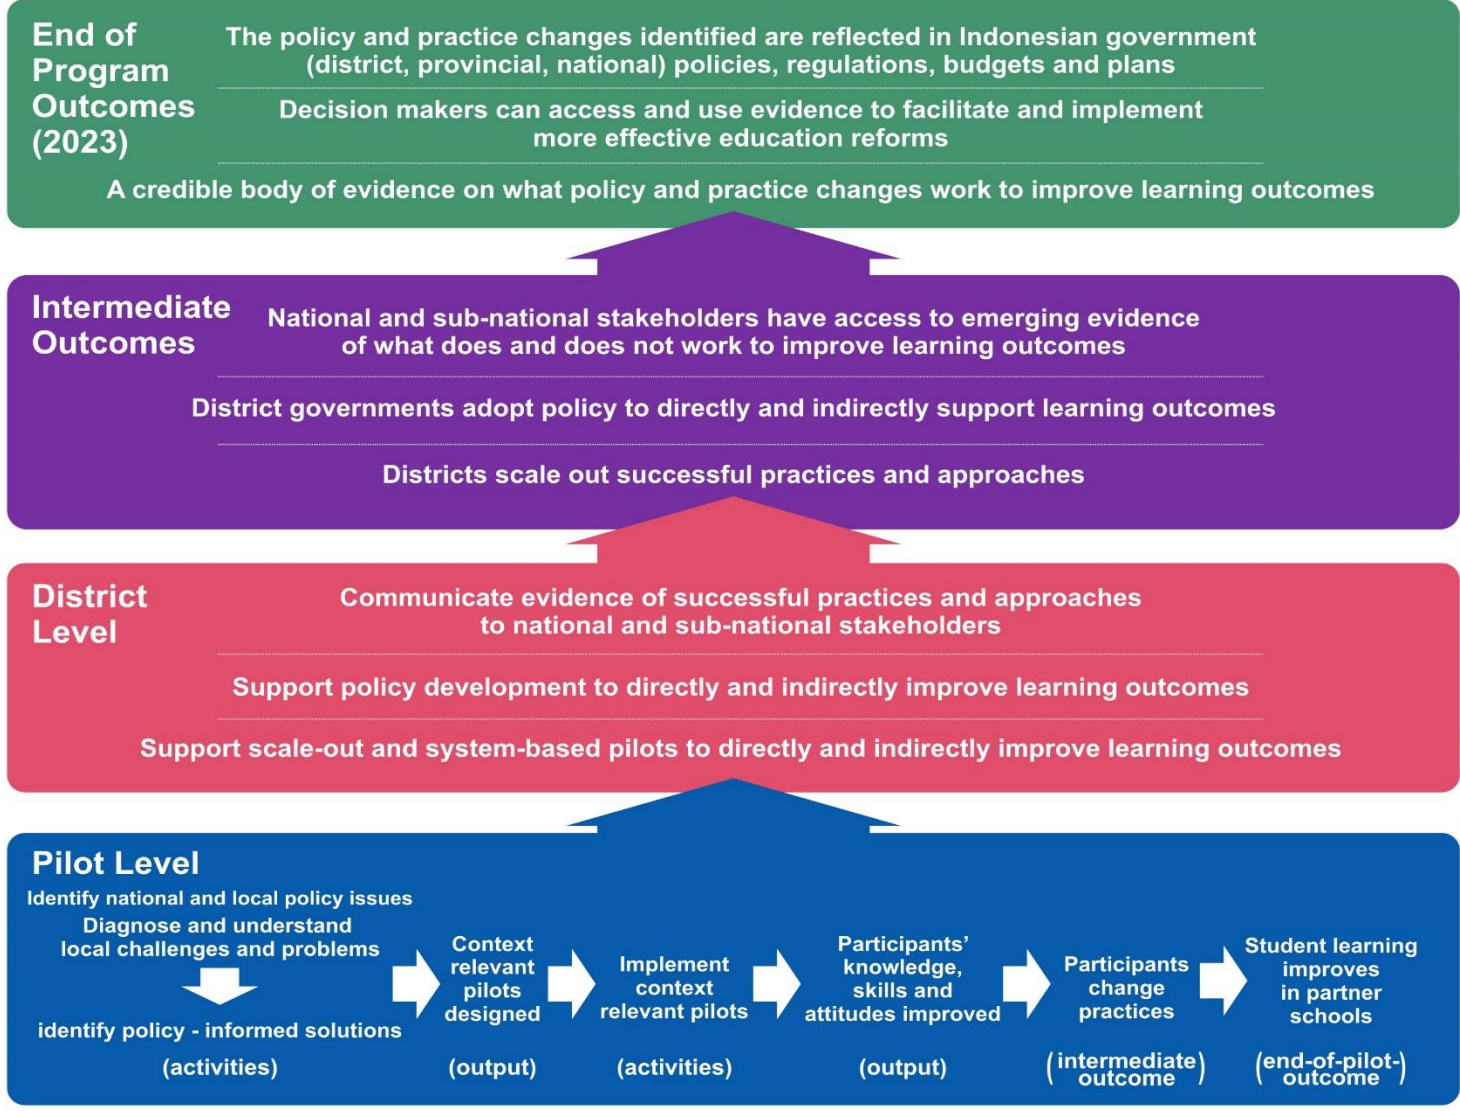 End of
Program
Outcomes
(2023)
The policy and practice changes identified are reflected in Indonesian government
(district, provincial, national) policies, regulations, budgets and plans
Decision makers can access and use evidence to facilitate and implement
more effective education reforms
A credible body of evidence on what policy and practice changes work to improve learning outcomes
Intermediate
Outcomes
National and sub-national stakeholders have access to emerging evidence
of what does and does not work to improve learning outcomes
District governments adopt policy to directly and indirectly support learning outcomes
Districts scale out successful practices and approaches
District
Level
Communicate evidence of successful practices and approaches
to national and sub-national stakeholders
Support policy development to directly and indirectly improve learning outcomes
Support scale-out and system-based pilots to directly and indirectly improve learning outcomes
Pilot Level
Identify national and local policy issues
Diagnose and understand
local challenges and problems
identify policy - informed solutions
(activities)
Context
relevant
pilots
designed
(output)
Implement
context
relevant pilots
(activities)
Participants’
knowledge,
skills and
attitudes improved
(output)
Participants
change
practices
(intermediate
outcome)
Student learning
improves
in partner
schools
(end-of-pilot-
outcome)